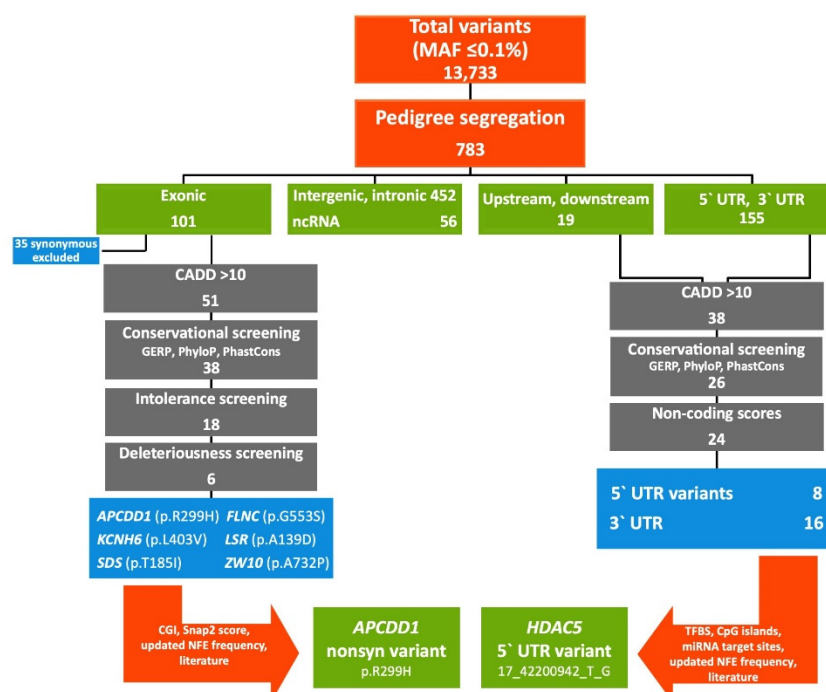 Total variants
(MAF ≤0.1%)
13,733
Pedigree segregation
783
Exonic
101
Intergenic, intronic 452
ncRNA 56
Upstream, downstream
19
5` UTR, 3` UTR
155
35 synonymous
excluded
CADD >10
51
Conservational screening
GERP, PhyloP, PhastCons
38
Intolerance screening
18
Deleteriousness screening
6
APCDD1 (p.R299H) FLNC (p.G553S)
KCNH6 (p.L403V) LSR (p.A139D)
SDS (p.T185I) ZW10 (p.A732P)
CADD >10
38
Conservational screening
GERP, PhyloP, PhastCons
26
Non-coding scores
24
5` UTR variants 8
3` UTR 16
CGI, Snap2 score,
updated NFE frequency,
literature
APCDD1
nonsyn variant
p.R299H
HDAC5
5` UTR variant
17_42200942_T_G
TFBS, CpG islands,
miRNA target sites,
updated NFE frequency,
literature